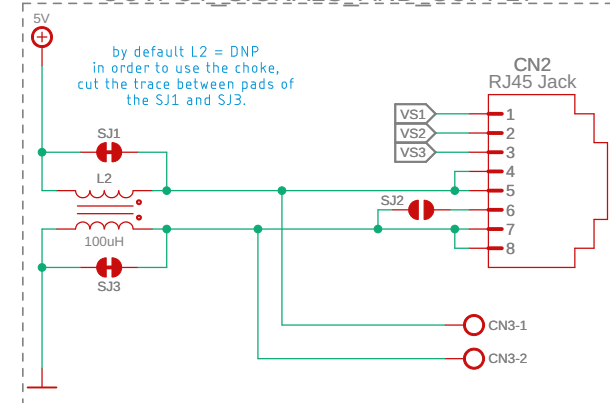 5V
by default L2 = DNP
in order to use the choke,
cut the trace between pads of
the SJ1 and SJ3.
CN2
RJ45 Jack
VS1
1
VS2
2
VS3
3
4
5
6
7
8
SJ1
L2
100uH
SJ3
SJ2
CN3-1
CN3-2